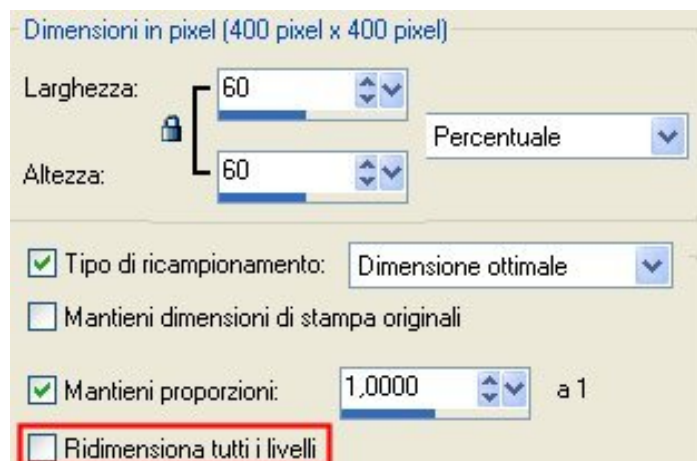 Dimensioni in pixel (400 pixel x 400 pixel)
Larghezza: 60
Percentuale
Altezza: 60
Tipo di ricampionamento: Dimensione ottimale
Mantieni dimensioni di stampa originali
Mantieni proporzioni: 1,0000 a 1
Ridimensiona tutti i livelli